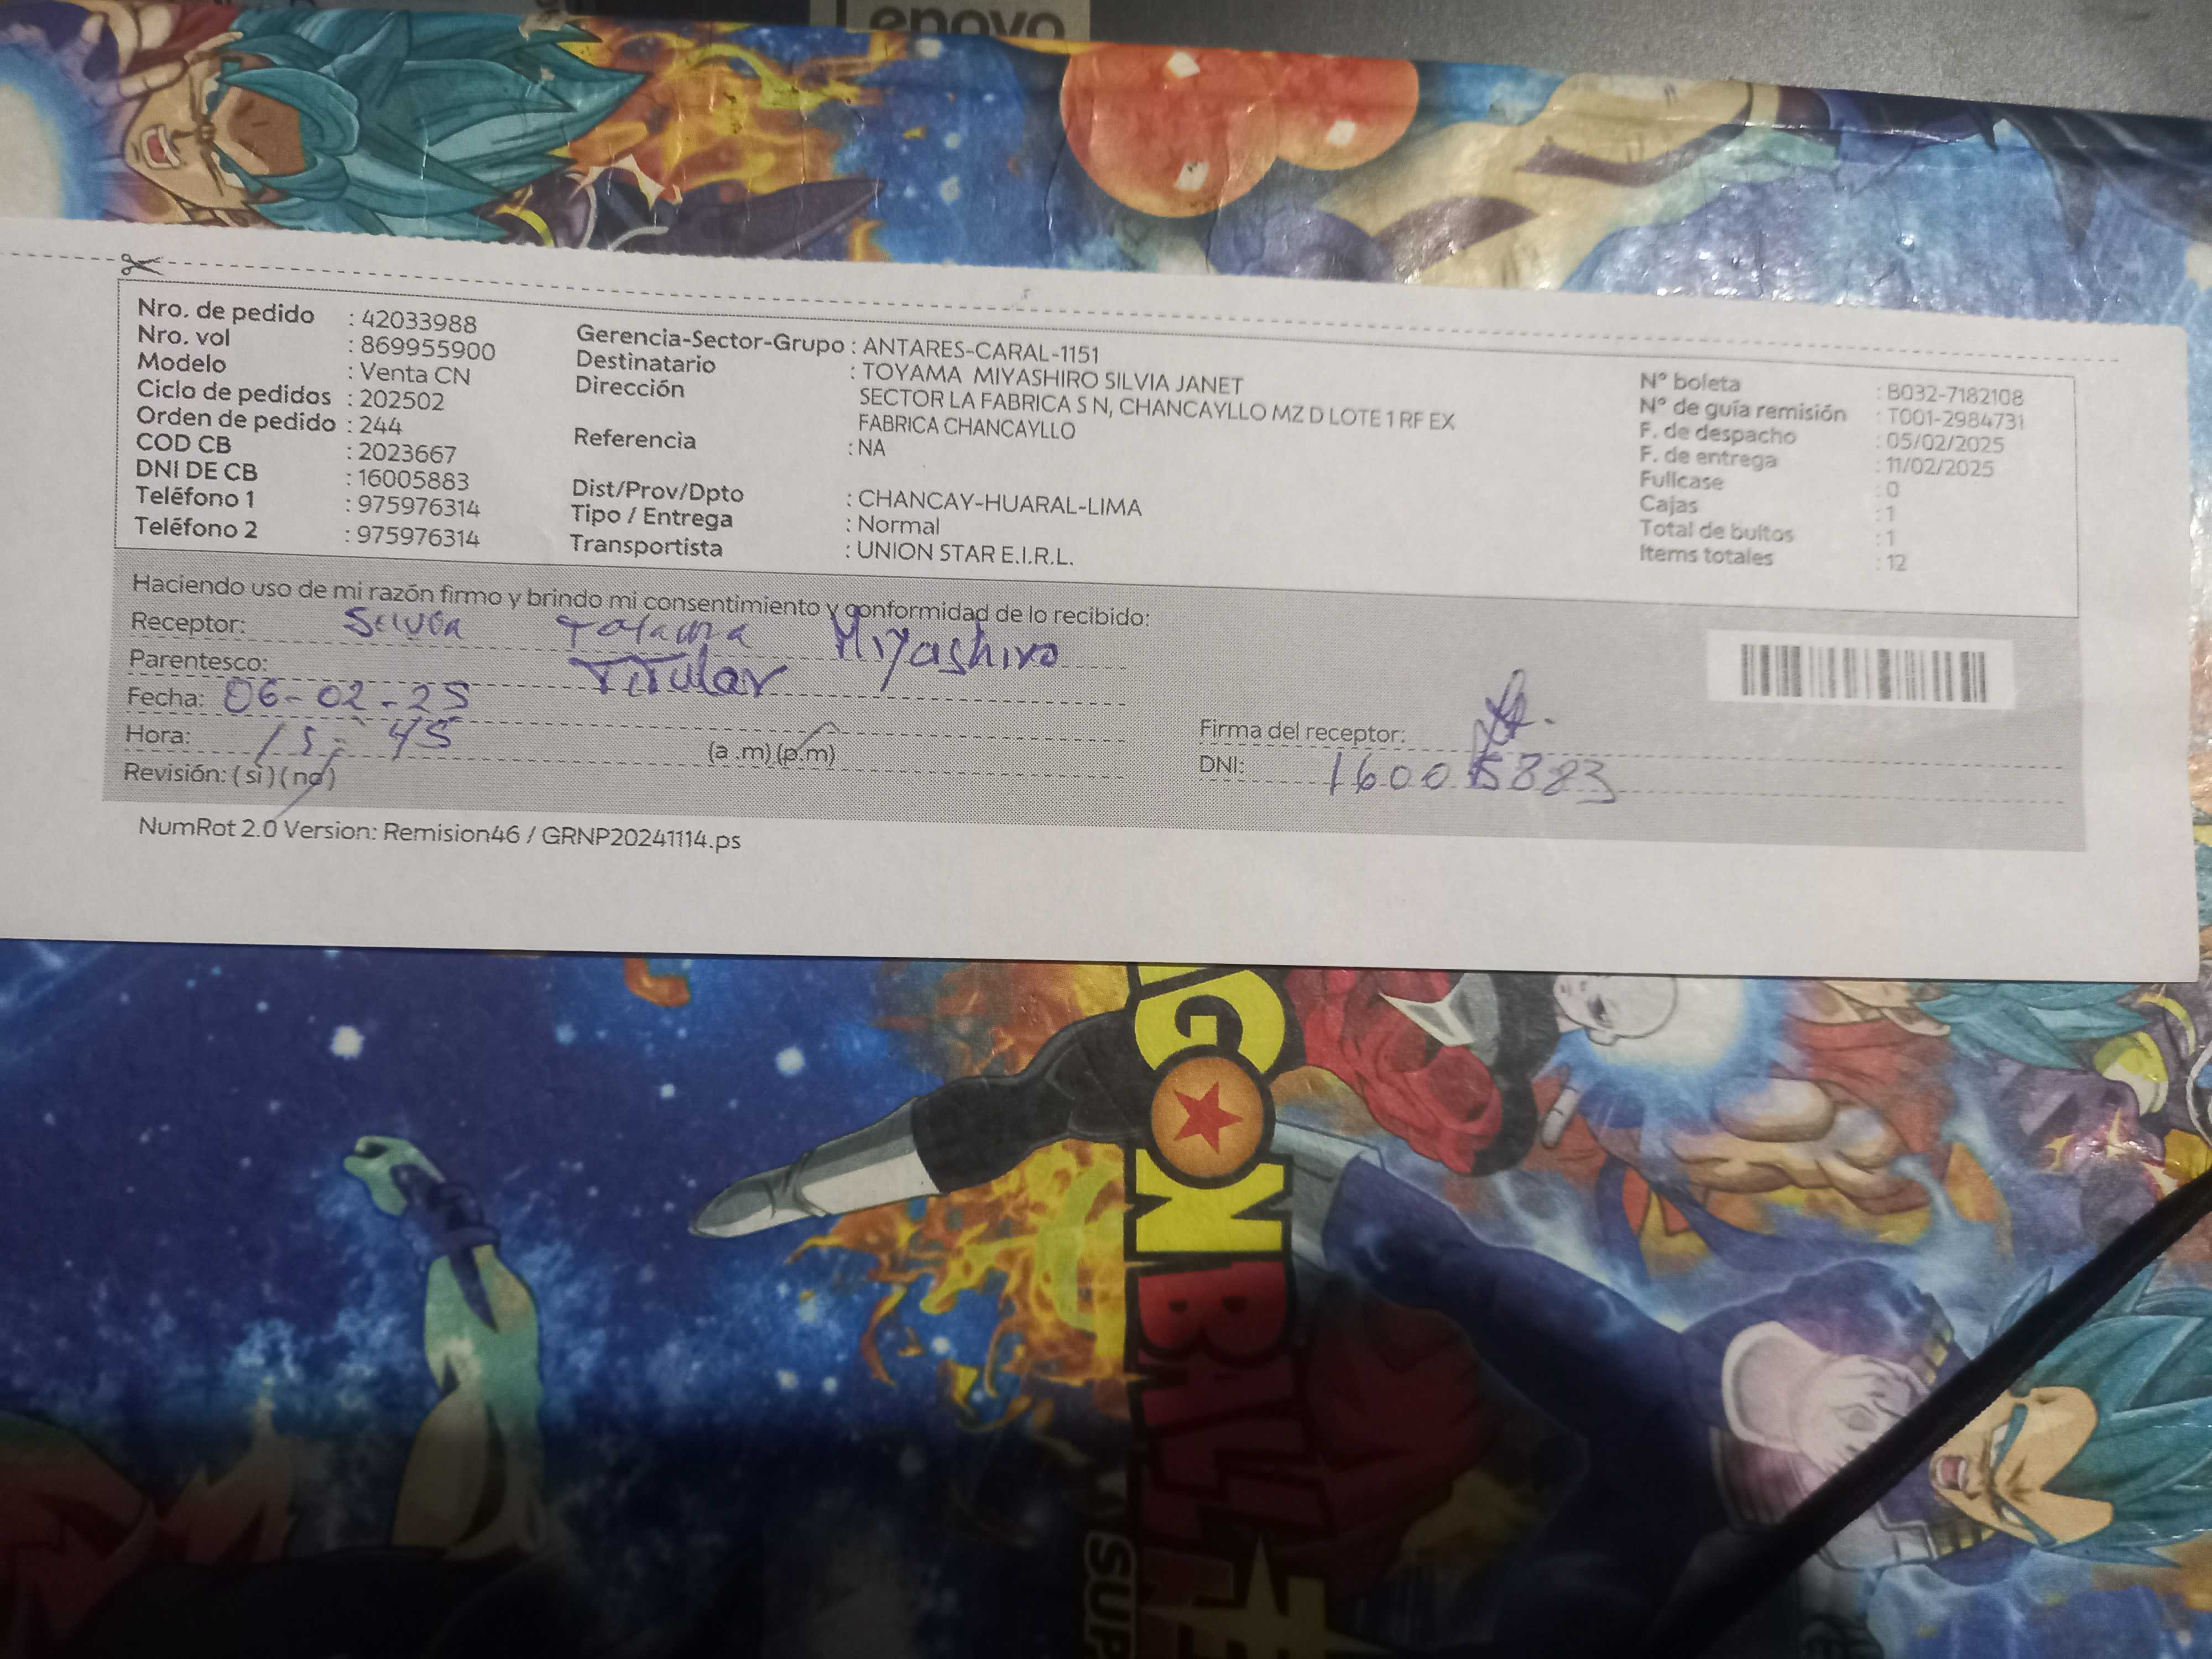 Lenovo
Nro. de pedido : 42033988
Nro. vol : 869955900
Modelo : Venta CN
Ciclo de pedidos : 202502
Orden de pedido : 244
COD CB : 2023667
DNI DE CB : 16005883
Teléfono 1 : 975976314
Teléfono 2 : 975976314
Gerencia-Sector-Grupo : ANTARES-CARAL-1151
Destinatario : TOYAMA MIYASHIRO SILVIA JANET
Dirección SECTOR LA FABRICA S N, CHANCAYLLO MZ D LOTE 1 RF EX
FABRICA CHANCAYLLO
Referencia : NA
Dist/Prov/Dpto : CHANCAY-HUARAL-LIMA
Tipo / Entrega : Normal
Transportista : UNION STAR E.I.R.L.
N° boleta : B032-7182108
N° de guía remisión : T001-2984731
F. de despacho : 05/02/2025
F. de entrega : 11/02/2025
Fullcase : 0
Cajas : 1
Total de bultos : 1
Items totales : 12
Haciendo uso de mi razón firmo y brindo mi consentimiento y conformidad de lo recibido:
Receptor: Miyashiro
Parentesco: Titular
Fecha: 06-02-25
Hora: 15:45 (a .m) (p.m)
Revisión: (si) (no)
Firma del receptor:
DNI: 16005883
NumRot 2.0 Version: Remision46 / GRNP20241114.ps
GON
BALL
SUP